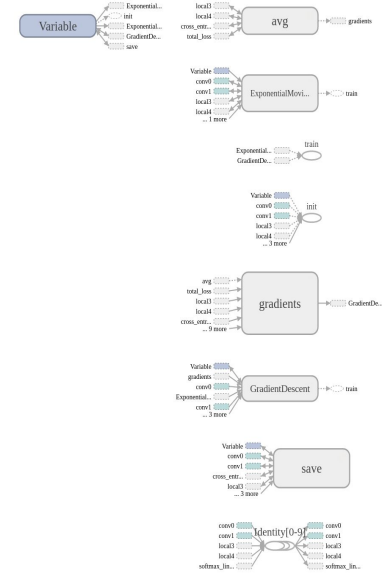 Variable
Exponential...
init
Exponential...
GradientDe...
save
local3
local4
cross_entr...
total_loss
avg
gradients
Variable
conv0
conv1
local3
local4
... 1 more
ExponentialMovi...
train
Exponential...
GradientDe...
train
Variable
conv0
conv1
local3
local4
... 3 more
init
avg
total_loss
local3
local4
cross_entr...
... 9 more
gradients
GradientDe...
Variable
gradients
conv0
Exponential...
conv1
... 3 more
GradientDescent
train
Variable
conv0
conv1
cross_entr...
local3
... 3 more
save
conv0
conv1
local3
local4
softmax_lin...
Identity[0-9]
conv0
conv1
local3
local4
softmax_lin...